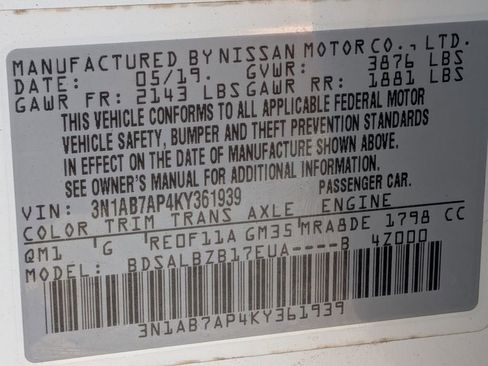 MANUFACTURED BY NISSAN MOTOR CO., LTD.
DATE: 05/19. GVWR: 3876 LBS
GAWR FR: 2143 LBS GAWR RR: 1881 LBS
THIS VEHICLE CONFORMS TO ALL APPLICABLE FEDERAL MOTOR
VEHICLE SAFETY, BUMPER AND THEFT PREVENTION STANDARDS
IN EFFECT ON THE DATE OF MANUFACTURE SHOWN ABOVE.
SEE OWNER'S MANUAL FOR ADDITIONAL INFORMATION.
VIN: 3N1AB7AP4KY361939 PASSENGER CAR.
COLOR TRIM TRANS AXLE ENGINE
QM1 G RE0F11A GM35 MRA8DE 1798 CC
MODEL: BDSALBZB17EUA----B 4Z000
3N1AB7AP4KY361939